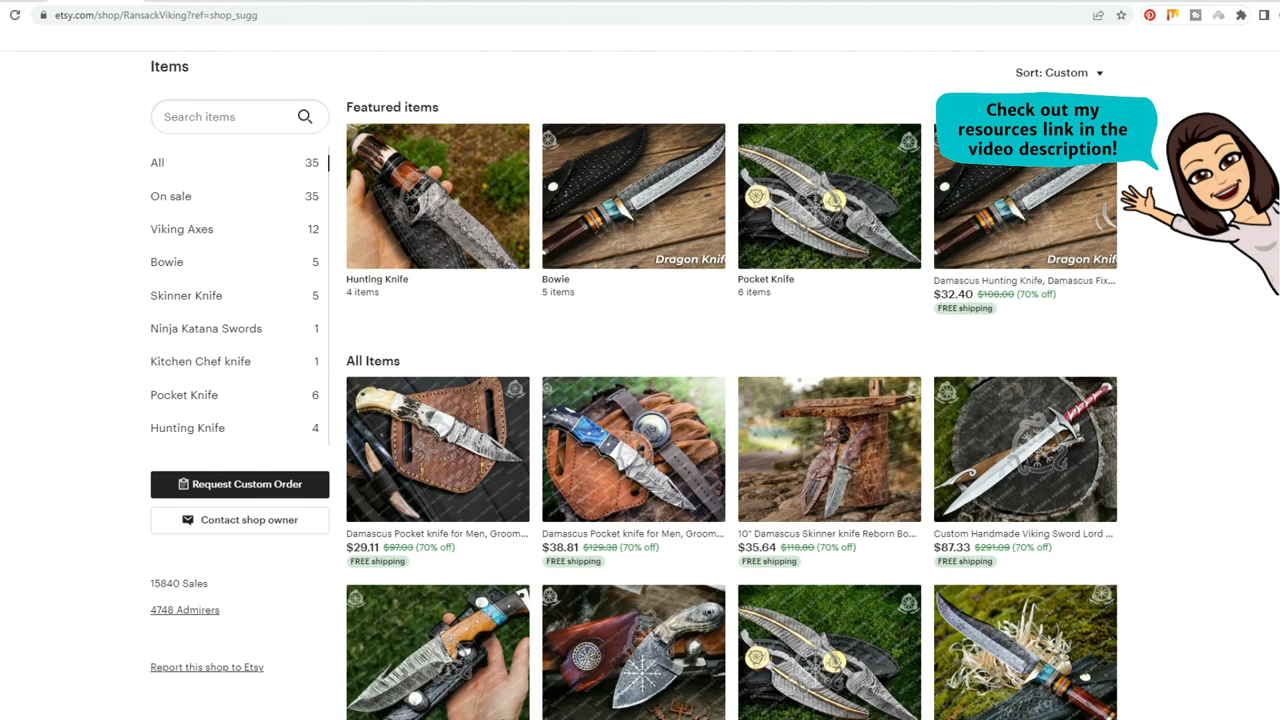 etsy.com/shop/RansackViking?ref=shop_sugg
Items
Sort: Custom
Search items
All 35
On sale 35
Viking Axes 12
Bowie 5
Skinner Knife 5
Ninja Katana Swords 1
Kitchen Chef knife 1
Pocket Knife 6
Hunting Knife 4
Request Custom Order
Contact shop owner
15840 Sales
4748 Admirers
Report this shop to Etsy
Featured items
Check out my
resources link in the
video description!
Dragon Knif
Dragon Knif
Hunting Knife
4 items
Bowie
5 items
Pocket Knife
6 items
Damascus Hunting Knife, Damascus Fix...
$32.40 $108.00 (70% off)
FREE shipping
All Items
Damascus Pocket knife for Men, Groom...
$29.11 $97.03 (70% off)
FREE shipping
Damascus Pocket knife for Men, Groom...
$38.81 $129.38 (70% off)
FREE shipping
10" Damascus Skinner knife Reborn Bo...
$35.64 $118.80 (70% off)
FREE shipping
Custom Handmade Viking Sword Lord ...
$87.33 $291.09 (70% off)
FREE shipping